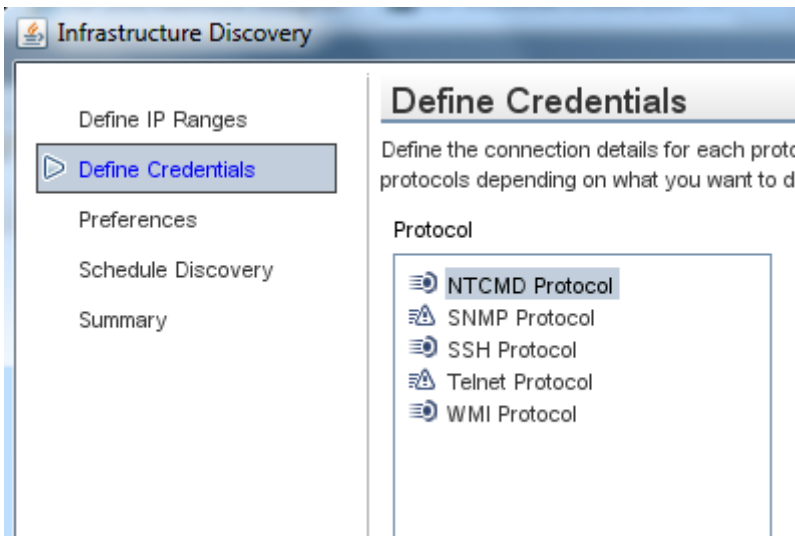 Infrastructure Discovery
Define IP Ranges
Define Credentials
Preferences
Schedule Discovery
Summary
Define Credentials
Define the connection details for each
protocols depending on what you want to
Protocol
NTCMD Protocol
SNMP Protocol
SSH Protocol
Telnet Protocol
WMI Protocol